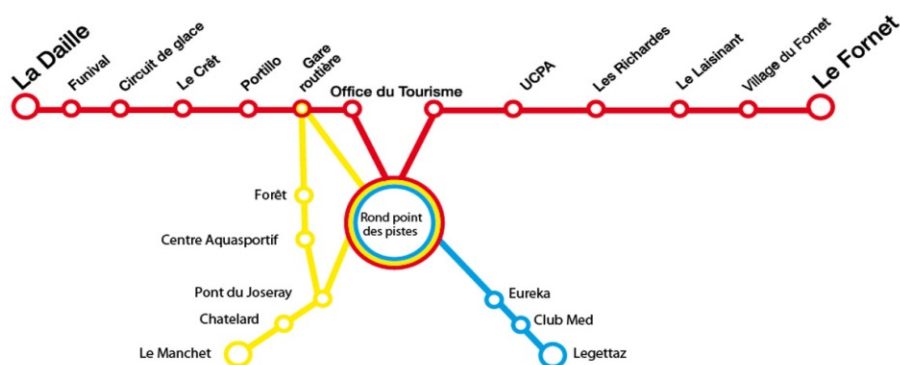 La Daille
Funival
Circuit de glace
Le Crêt
Portillo
Gare
routière
Office du Tourisme
UCPA
Les Richardes
Le Laisinant
Village du Fornet
Le Fornet
Rond point
des pistes
Forêt
Centre Aquasportif
Pont du Joseray
Chatelard
Le Manchet
Eureka
Club Med
Legettaz